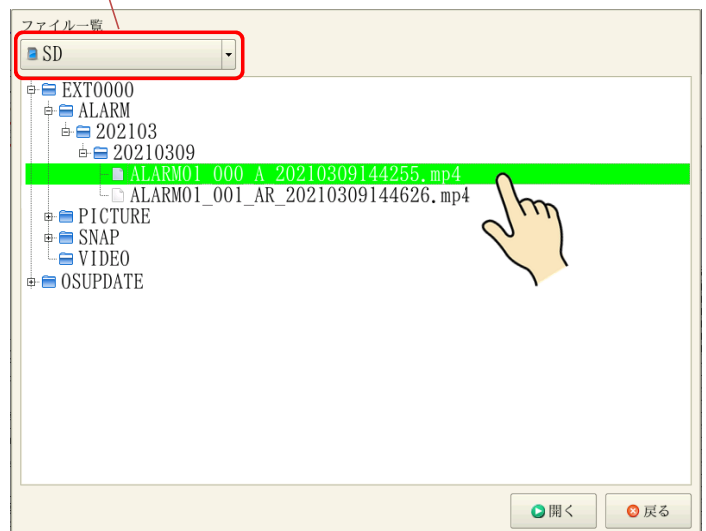 ファイル一覧
SD
EXT0000
ALARM
202103
20210309
ALARM01_000_A_20210309144255.mp4
ALARM01_001_AR_20210309144626.mp4
PICTURE
SNAP
VIDEO
OSUPDATE
開く 戻る